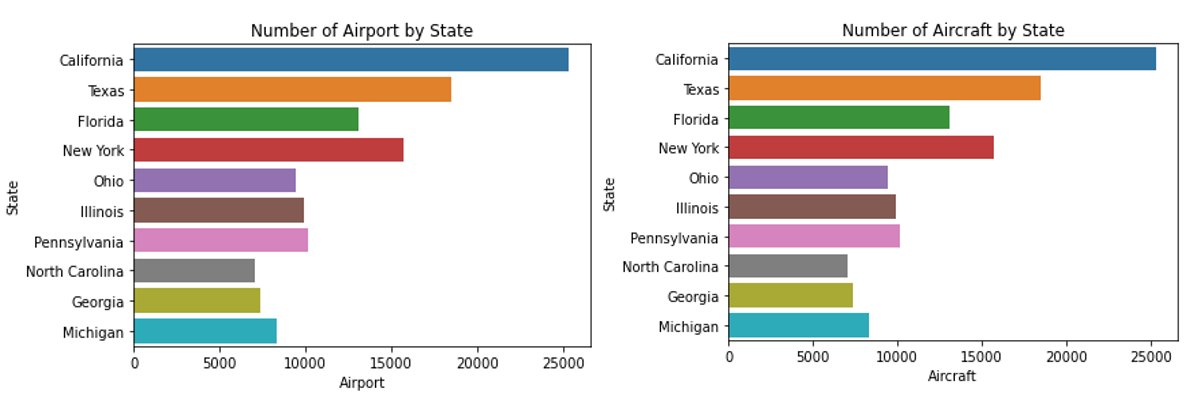 Number of Airport by State
State
California
Texas
Florida
New York
Ohio
Illinois
Pennsylvania
North Carolina
Georgia
Michigan
0 5000 10000 15000 20000 25000
Airport
Number of Aircraft by State
State
California
Texas
Florida
New York
Ohio
Illinois
Pennsylvania
North Carolina
Georgia
Michigan
0 5000 10000 15000 20000 25000
Aircraft